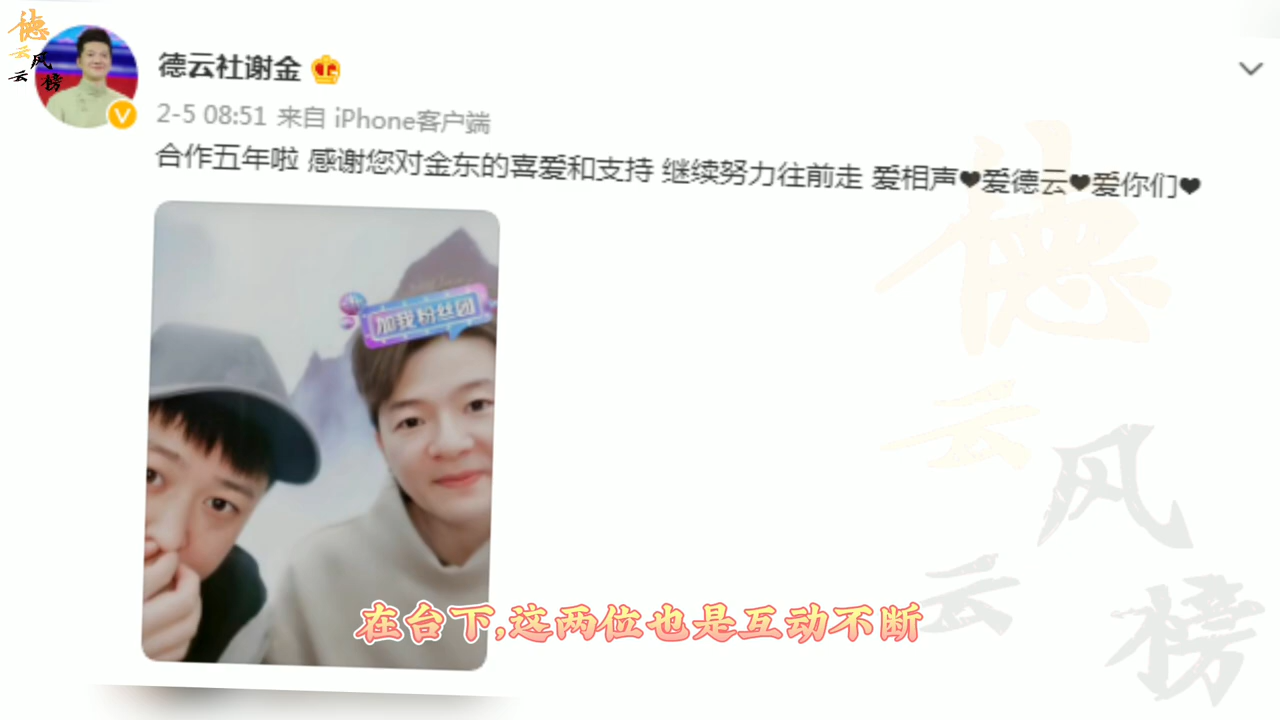 德云社谢金
2-5 08:51 来自 iPhone客户端
合作五年啦 感谢您对金东的喜爱和支持 继续努力往前走 爱相声❤爱德云❤爱你们❤
加我粉丝团
在台下,这两位也是互动不断
德云风云榜
德云风云榜